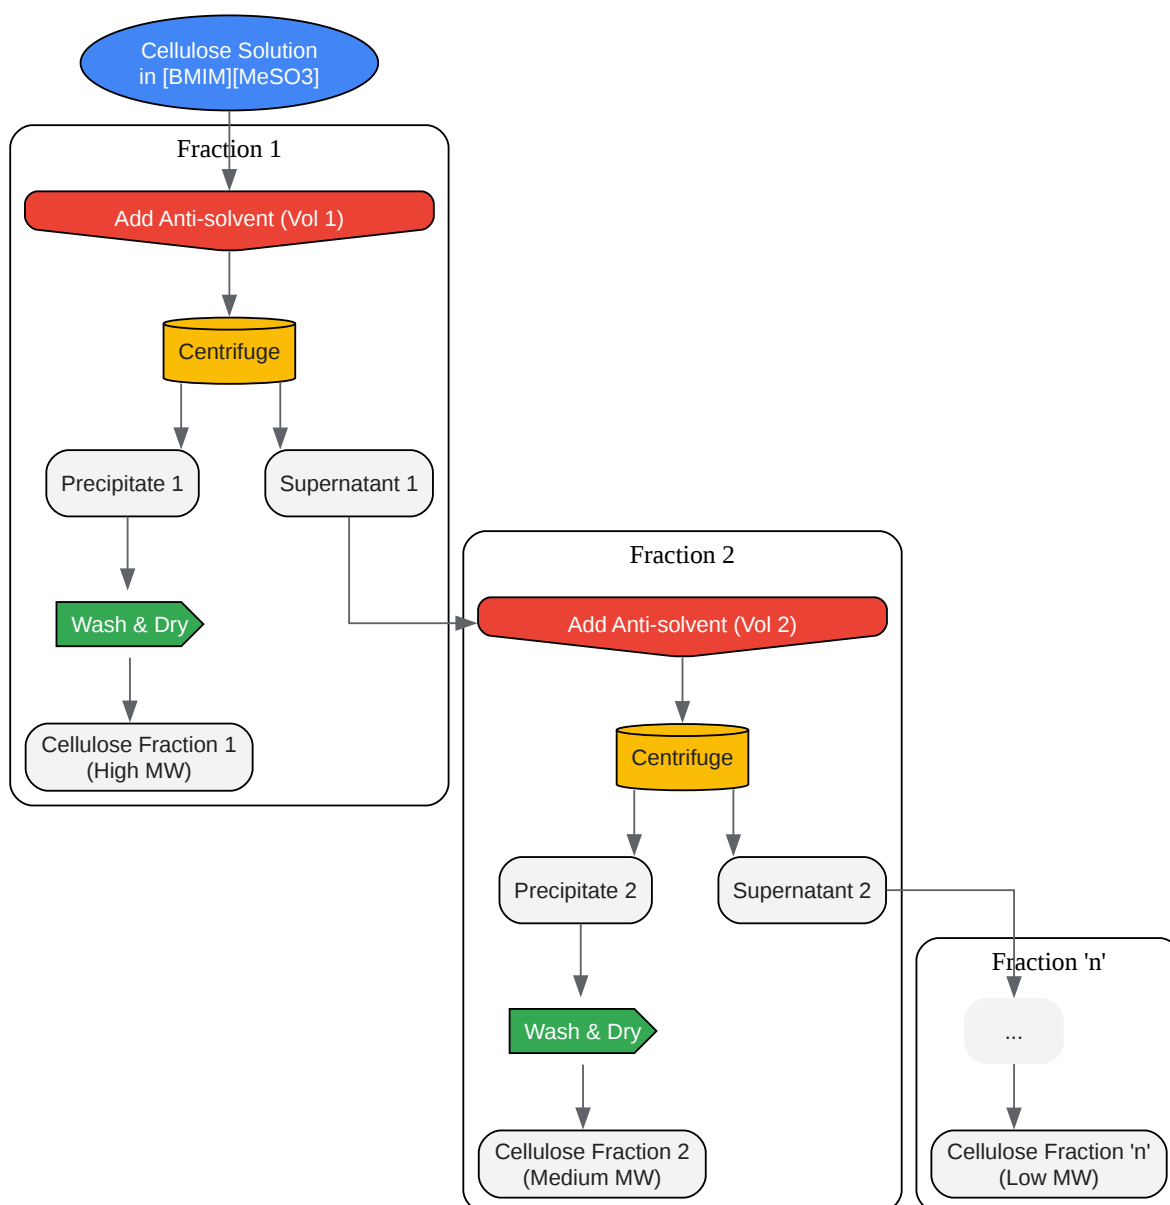 Cellulose Solution
in [BMIM][MeSO3]
Fraction 1
Add Anti-solvent (Vol 1)
Centrifuge
Precipitate 1
Supernatant 1
Wash & Dry
Cellulose Fraction 1
(High MW)
Fraction 2
Add Anti-solvent (Vol 2)
Centrifuge
Precipitate 2
Supernatant 2
Wash & Dry
Cellulose Fraction 2
(Medium MW)
Fraction 'n'
...
Cellulose Fraction 'n'
(Low MW)